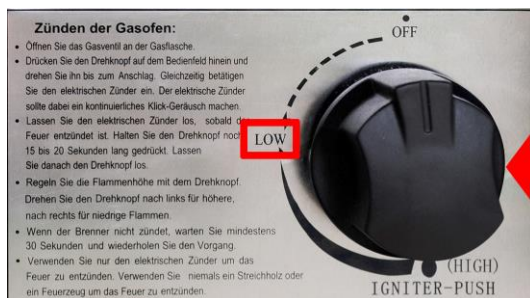 Zünden der Gasofen:
• Öffnen Sie das Gasventil an der Gasflasche.
• Drücken Sie den Drehknopf auf dem Bedienfeld hinein und
drehen Sie ihn bis zum Anschlag. Gleichzeitig betätigen
Sie den elektrischen Zünder ein. Der elektrische Zünder
sollte dabei ein kontinuierliches Klick-Geräusch machen.
• Lassen Sie den elektrischen Zünder los, sobald
Feuer entzündet ist. Halten Sie den Drehknopf noch
15 bis 20 Sekunden lang gedrückt. Lassen
Sie danach den Drehknopf los.
• Regeln Sie die Flammenhöhe mit dem Drehknopf.
Drehen Sie den Drehknopf nach links für höhere,
nach rechts für niedrige Flammen.
• Wenn der Brenner nicht zündet, warten Sie mindestens
30 Sekunden und wiederholen Sie den Vorgang.
• Verwenden Sie nur den elektrischen Zünder um das
Feuer zu entzünden. Verwenden Sie niemals ein Streichholz oder
ein Feuerzeug um das Feuer zu entzünden.
OFF
LOW
(HIGH)
IGNITER-PUSH